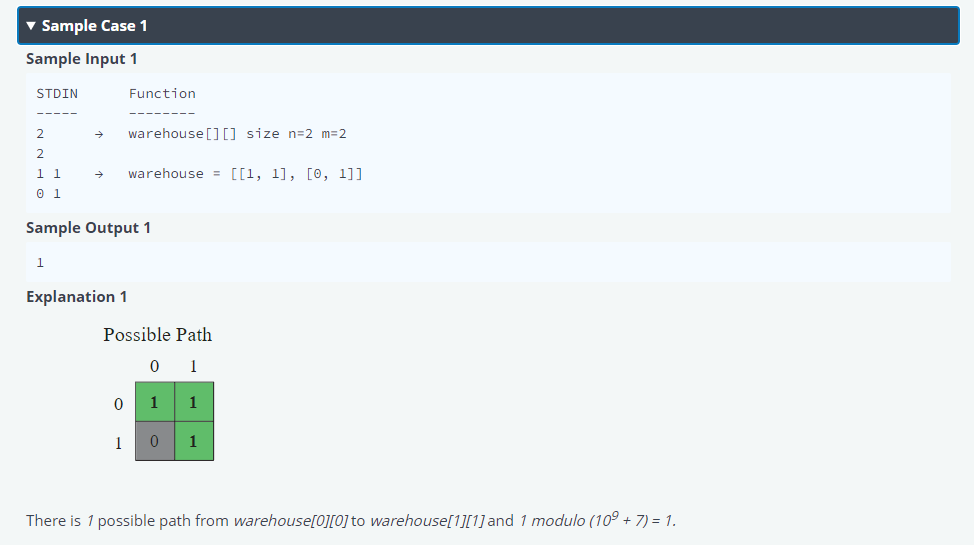 ▼ Sample Case 1
Sample Input 1
STDIN Function
----- --------
2 → warehouse[][] size n=2 m=2
2
1 1 → warehouse = [[1, 1], [0, 1]]
0 1
Sample Output 1
1
Explanation 1
Possible Path
0 1
0 1 1
1 0 1
There is 1 possible path from warehouse[0][0] to warehouse[1][1] and 1 modulo (10⁹ + 7) = 1.